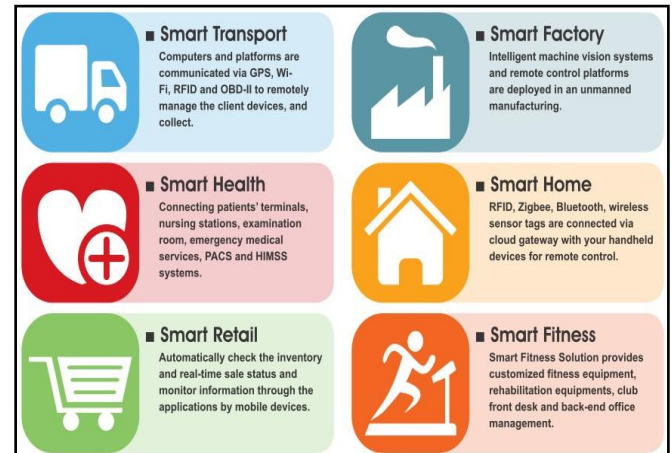 ■ Smart Transport
Computers and platforms are
communicated via GPS, Wi-
Fi, RFID and OBD-II to remotely
manage the client devices, and
collect.
■ Smart Factory
Intelligent machine vision systems
and remote control platforms
are deployed in an unmanned
manufacturing.
■ Smart Health
Connecting patients' terminals,
nursing stations, examination
room, emergency medical
services, PACS and HIMSS
systems.
■ Smart Home
RFID, Zigbee, Bluetooth, wireless
sensor tags are connected via
cloud gateway with your handheld
devices for remote control.
■ Smart Retail
Automatically check the inventory
and real-time sale status and
monitor information through the
applications by mobile devices.
■ Smart Fitness
Smart Fitness Solution provides
customized fitness equipment,
rehabilitation equipments, club
front desk and back-end office
management.